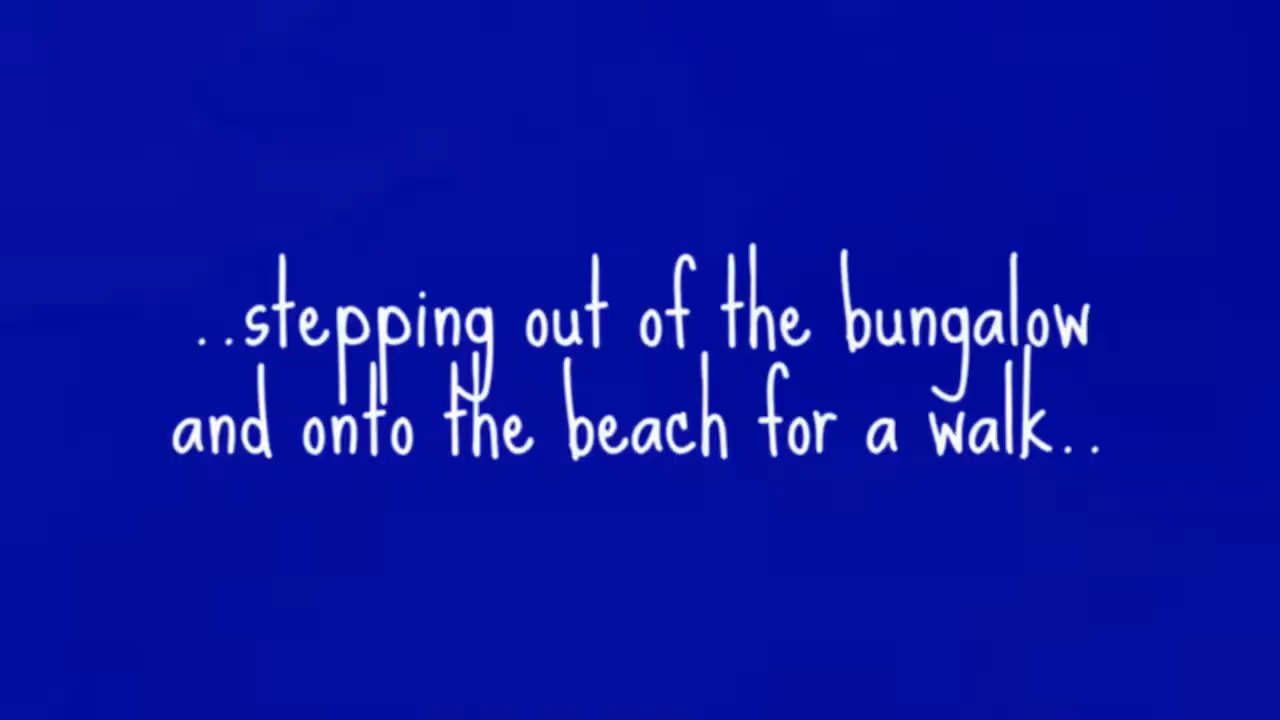 ..stepping out of the bungalow
and onto the beach for a walk..